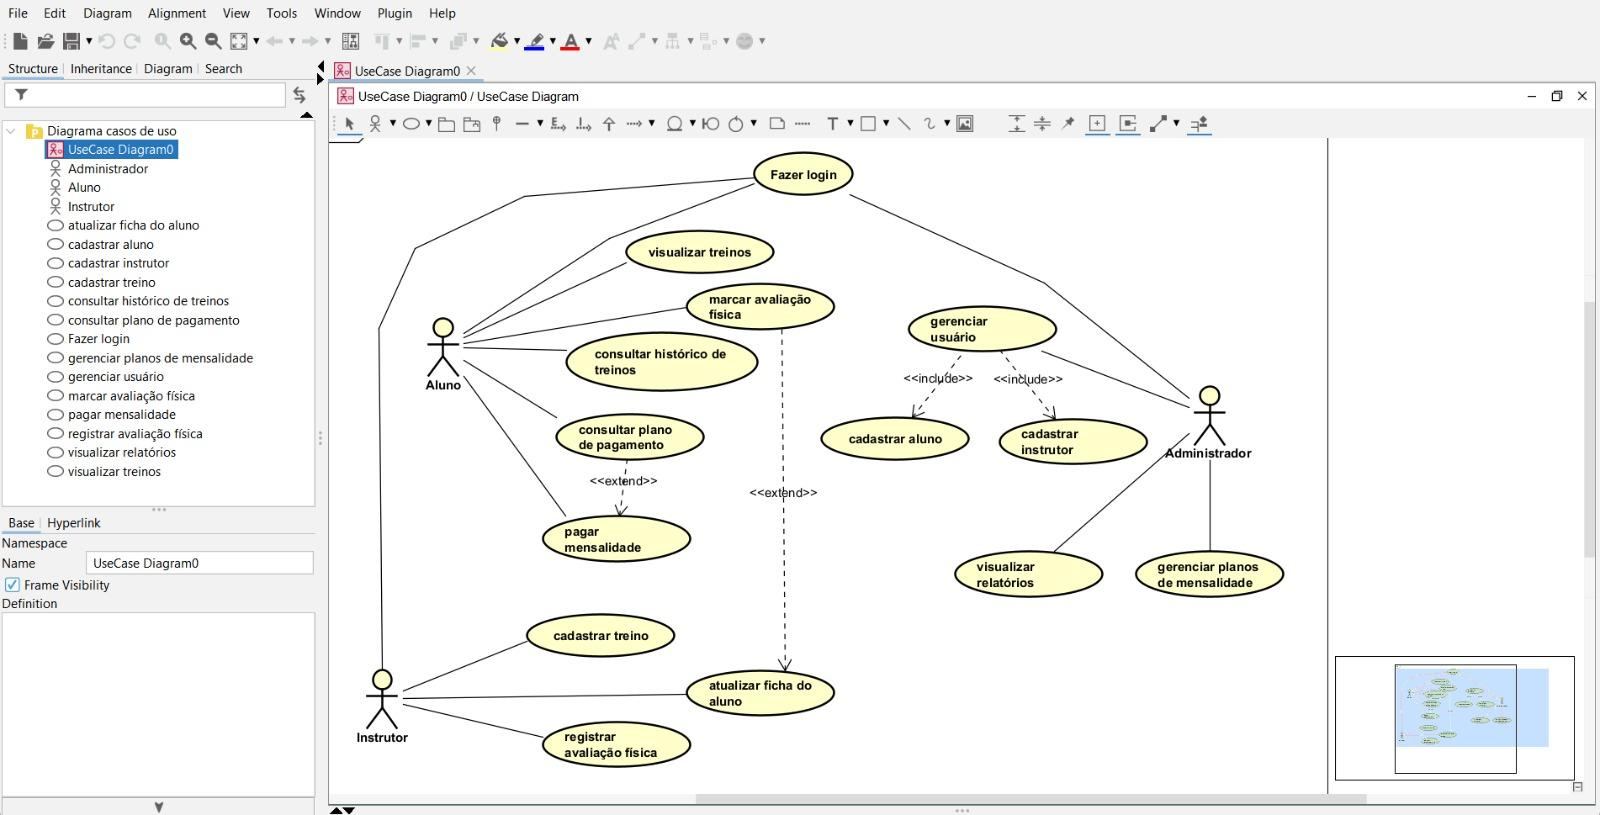 File Edit Diagram Alignment View Tools Window Plugin Help
Structure Inheritance Diagram Search
UseCase Diagram0
UseCase Diagram0 / UseCase Diagram
Diagrama casos de uso
UseCase Diagram0
Administrador
Aluno
Instrutor
atualizar ficha do aluno
cadastrar aluno
cadastrar instrutor
cadastrar treino
consultar histórico de treinos
consultar plano de pagamento
Fazer login
gerenciar planos de mensalidade
gerenciar usuário
marcar avaliação física
pagar mensalidade
registrar avaliação física
visualizar relatórios
visualizar treinos
Base Hyperlink
Namespace
Name UseCase Diagram0
Frame Visibility
Definition
Fazer login
visualizar treinos
marcar avaliação
física
consultar histórico de
treinos
Aluno
consultar plano
de pagamento
<<extend>>
pagar
mensalidade
<<extend>>
gerenciar
usuário
<<include>> <<include>>
cadastrar aluno
cadastrar
instrutor
Administrador
visualizar
relatórios
gerenciar planos
de mensalidade
cadastrar treino
atualizar ficha do
aluno
Instrutor
registrar
avaliação física